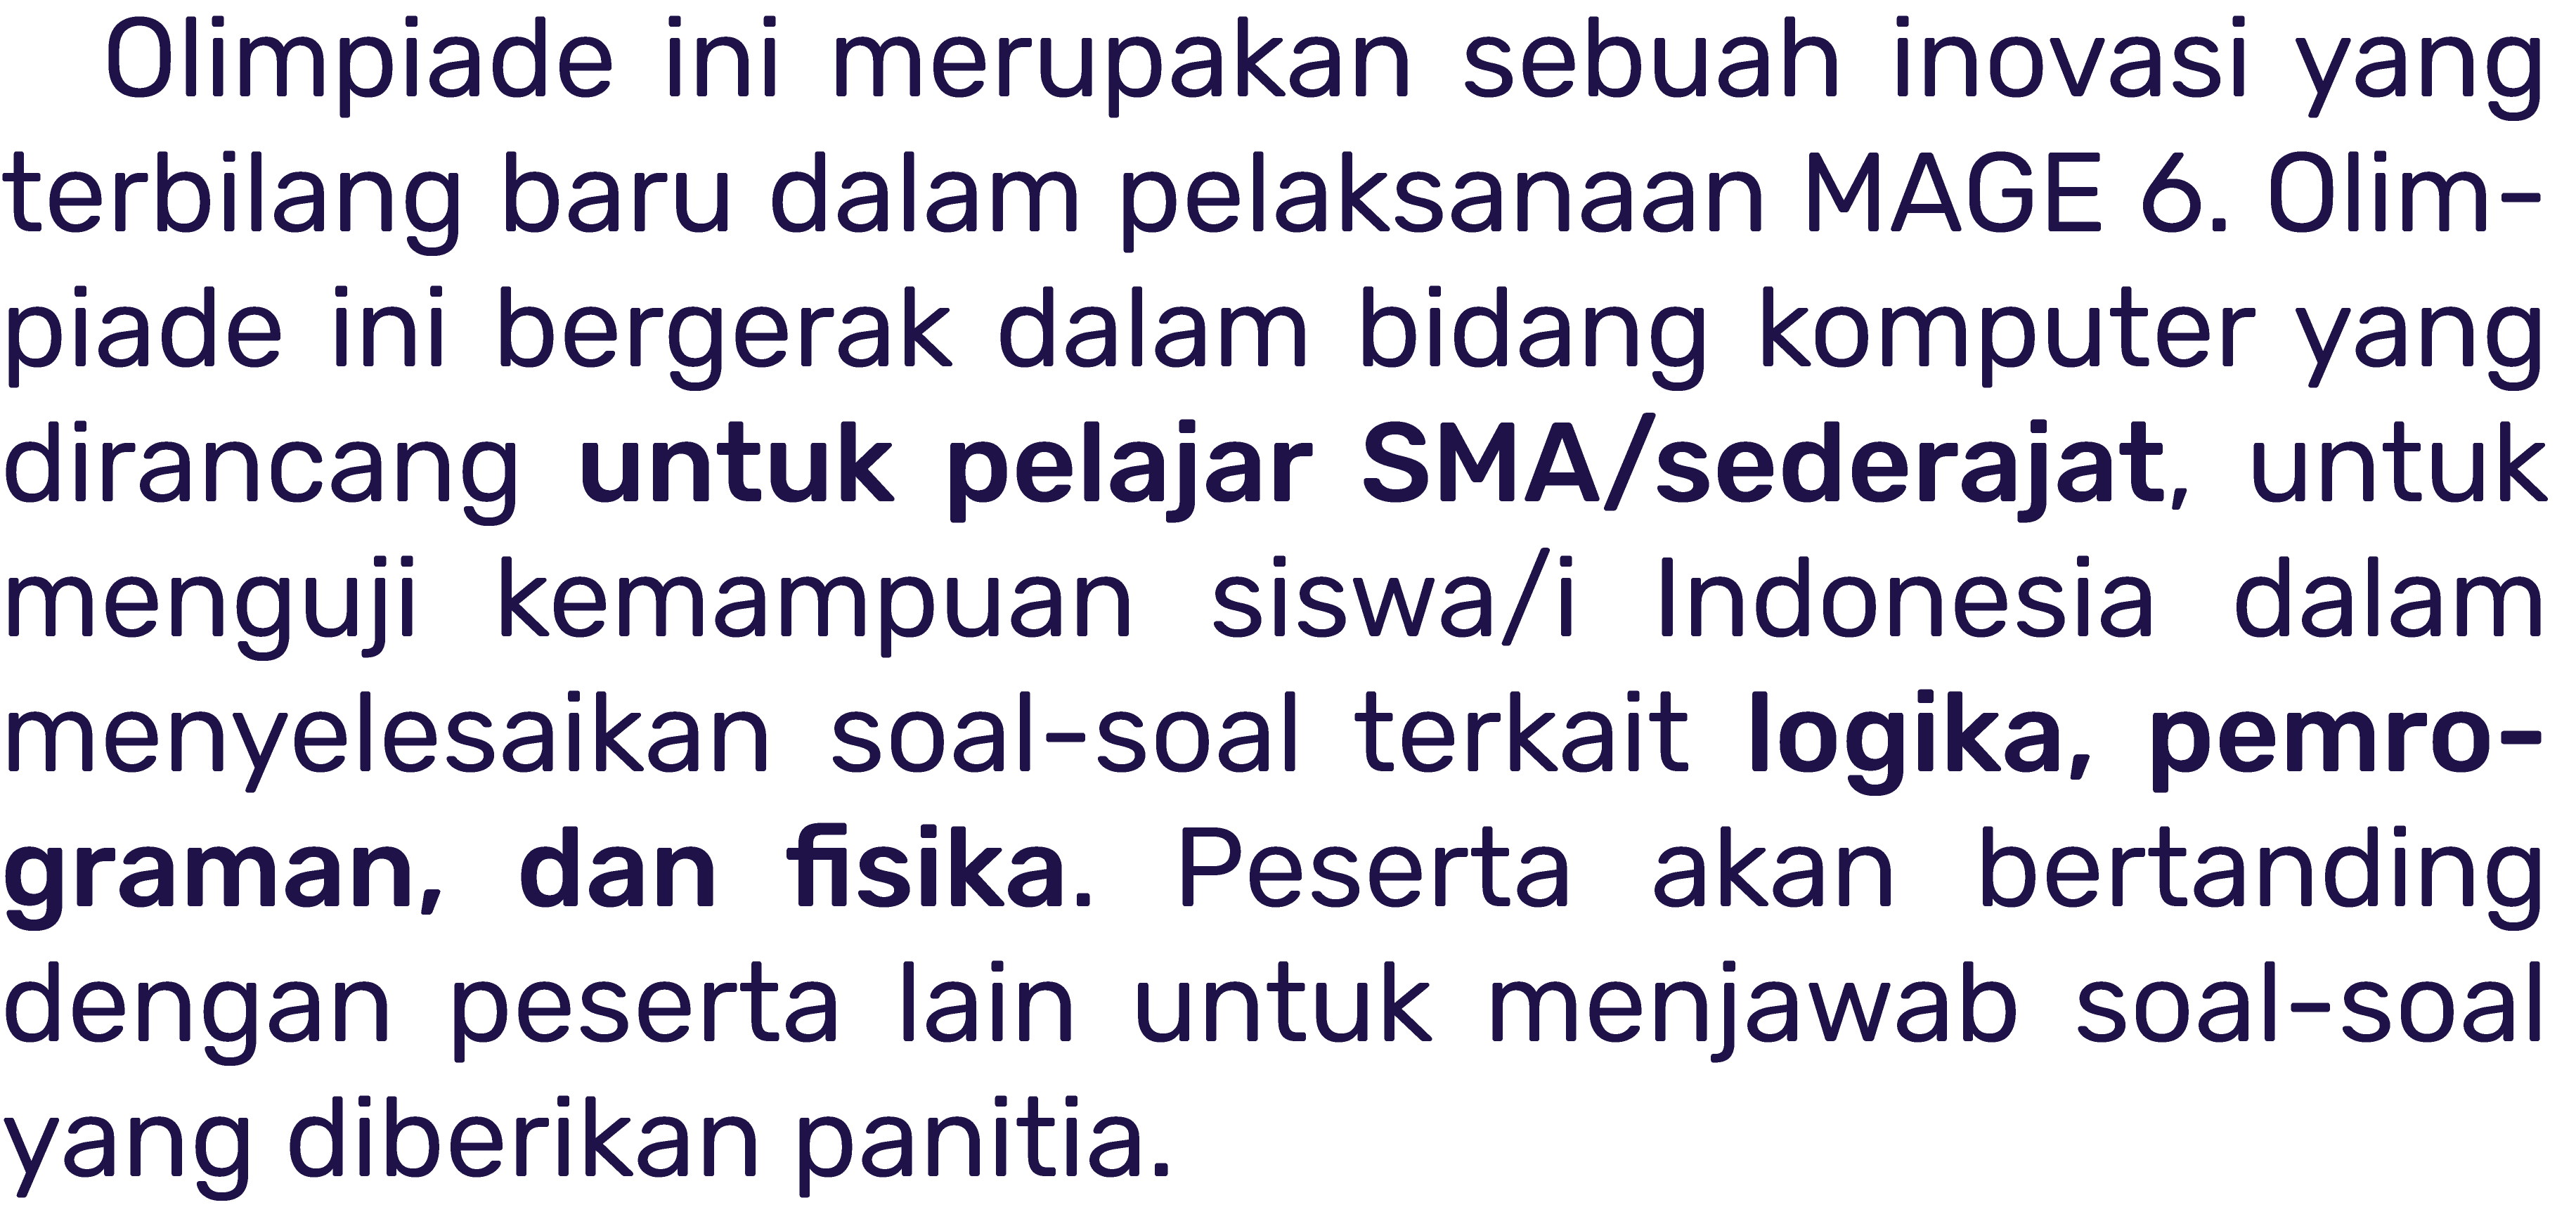 Olimpiade ini merupakan sebuah inovasi yang
terbilang baru dalam pelaksanaan MAGE 6. Olim-
piade ini bergerak dalam bidang komputer yang
dirancang untuk pelajar SMA/sederajat, untuk
menguji kemampuan siswa/i Indonesia dalam
menyelesaikan soal-soal terkait logika, pemro-
graman, dan fisika. Peserta akan bertanding
dengan peserta lain untuk menjawab soal-soal
yang diberikan panitia.